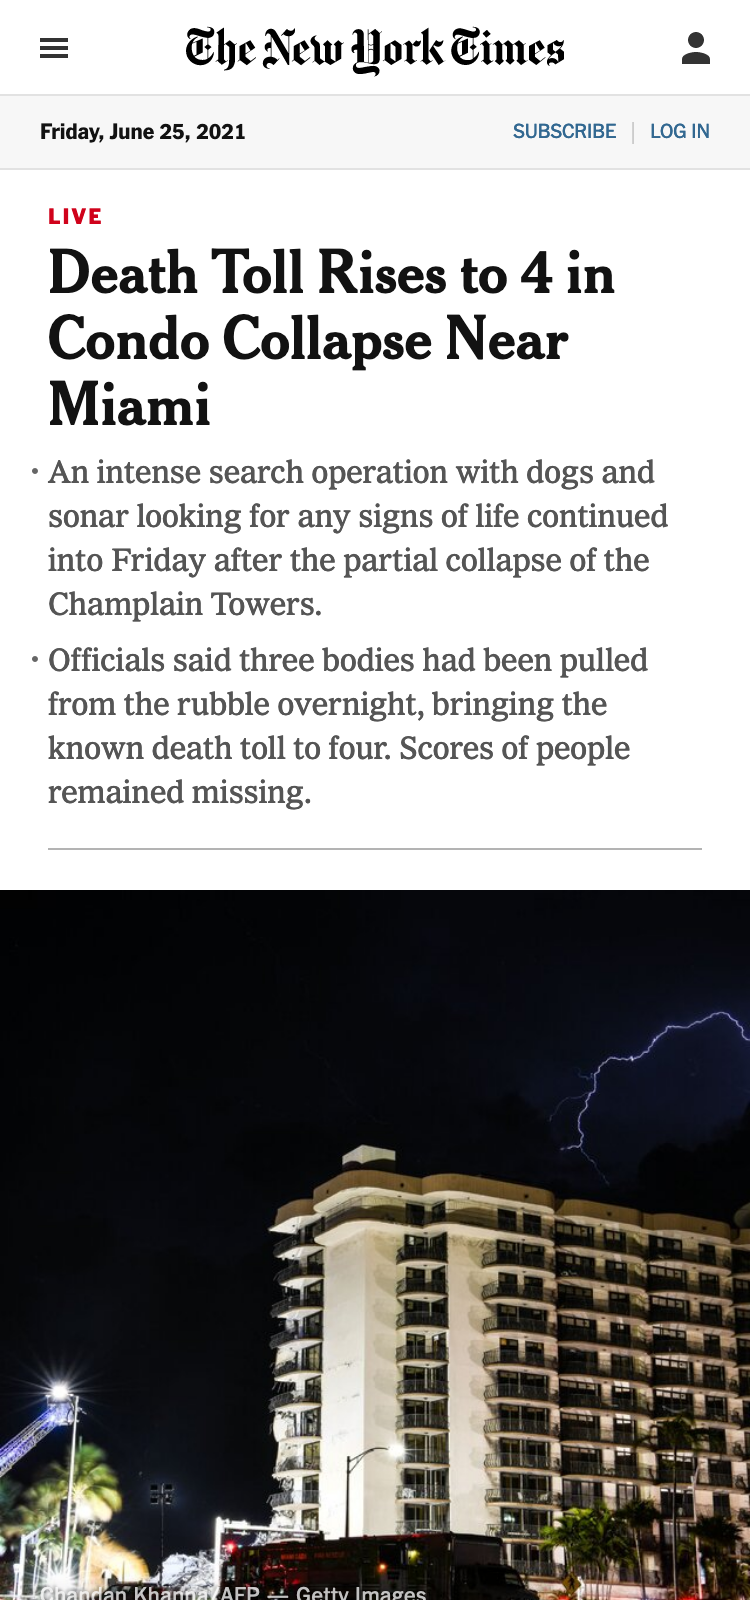 The New York Times
Friday, June 25, 2021
SUBSCRIBE | LOG IN
LIVE
Death Toll Rises to 4 in
Condo Collapse Near
Miami
• An intense search operation with dogs and
sonar looking for any signs of life continued
into Friday after the partial collapse of the
Champlain Towers.
• Officials said three bodies had been pulled
from the rubble overnight, bringing the
known death toll to four. Scores of people
remained missing.
Chandan Khanna/AFP — Getty Images